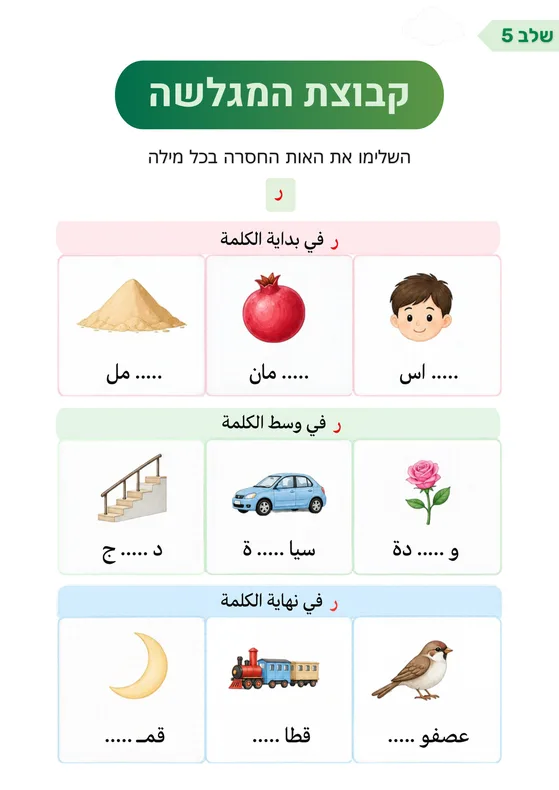 שלב 5
קבוצת המגלשה
השלימו את האות החסרה בכל מילה
ر
ر في بداية الكلمة
..... اس
..... مان
..... مل
ر في وسط الكلمة
و ..... دة
سيا ..... ة
د ..... ج
ر في نهاية الكلمة
عصفو .....
قطا .....
قمـ .....